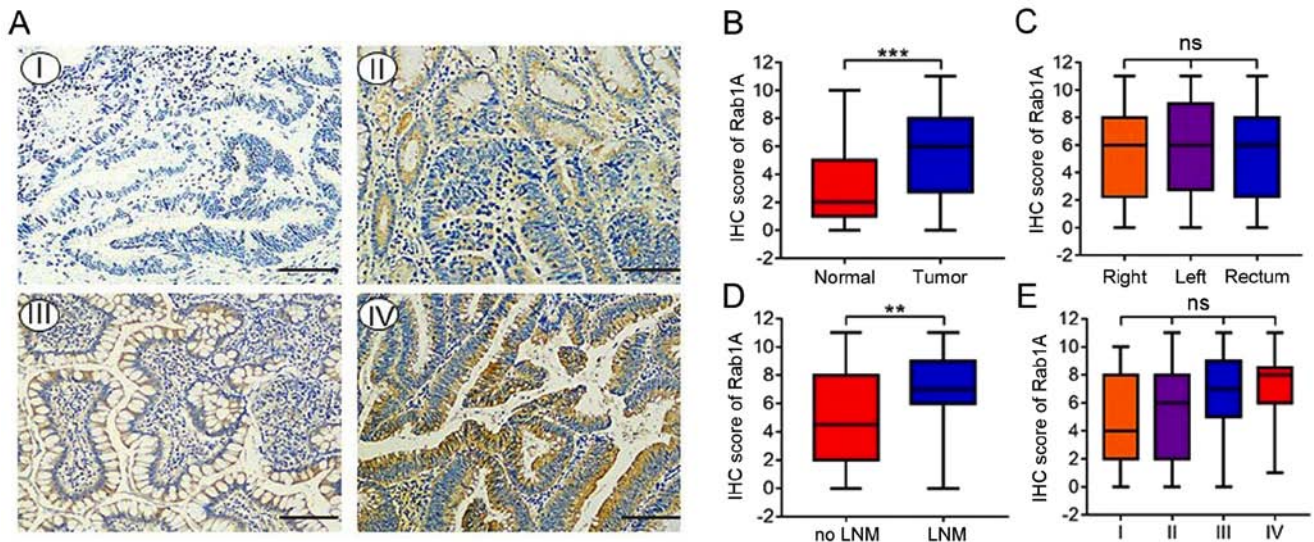 A
I
II
III
IV
B
***
IHC score of Rab1A
12
10
8
6
4
2
0
-2
Normal Tumor
C
ns
IHC score of Rab1A
12
10
8
6
4
2
0
-2
Right Left Rectum
D
**
IHC score of Rab1A
12
10
8
6
4
2
0
-2
no LNM LNM
E
ns
IHC score of Rab1A
12
10
8
6
4
2
0
-2
I II III IV